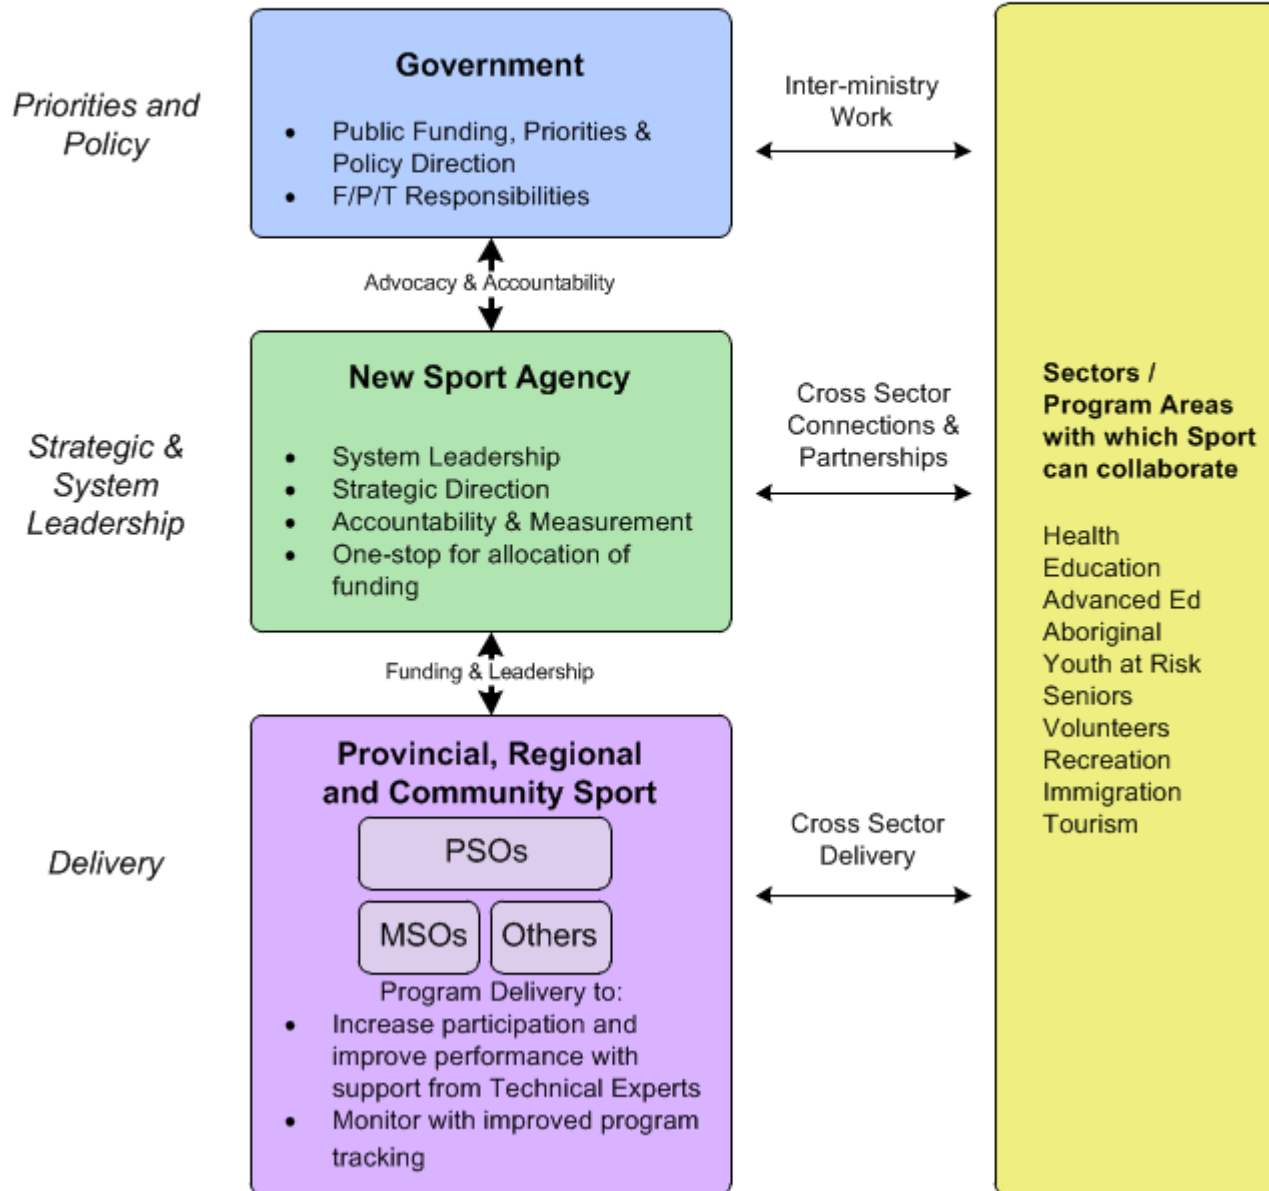 Priorities and
Policy
Government
• Public Funding, Priorities &
Policy Direction
• F/P/T Responsibilities
Inter-ministry
Work
Advocacy & Accountability
Strategic &
System
Leadership
New Sport Agency
• System Leadership
• Strategic Direction
• Accountability & Measurement
• One-stop for allocation of
funding
Cross Sector
Connections &
Partnerships
Funding & Leadership
Delivery
Provincial, Regional
and Community Sport
PSOs
MSOs
Others
Program Delivery to:
• Increase participation and
improve performance with
support from Technical Experts
• Monitor with improved program
tracking
Cross Sector
Delivery
Sectors /
Program Areas
with which Sport
can collaborate
Health
Education
Advanced Ed
Aboriginal
Youth at Risk
Seniors
Volunteers
Recreation
Immigration
Tourism